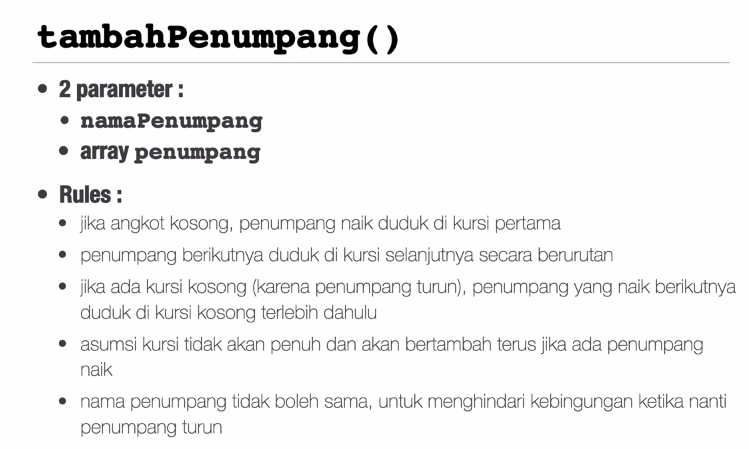 tambahPenumpang()
• 2 parameter :
• namaPenumpang
• array penumpang
• Rules :
• jika angkot kosong, penumpang naik duduk di kursi pertama
• penumpang berikutnya duduk di kursi selanjutnya secara berurutan
• jika ada kursi kosong (karena penumpang turun), penumpang yang naik berikutnya
duduk di kursi kosong terlebih dahulu
• asumsi kursi tidak akan penuh dan akan bertambah terus jika ada penumpang
naik
• nama penumpang tidak boleh sama, untuk menghindari kebingungan ketika nanti
penumpang turun